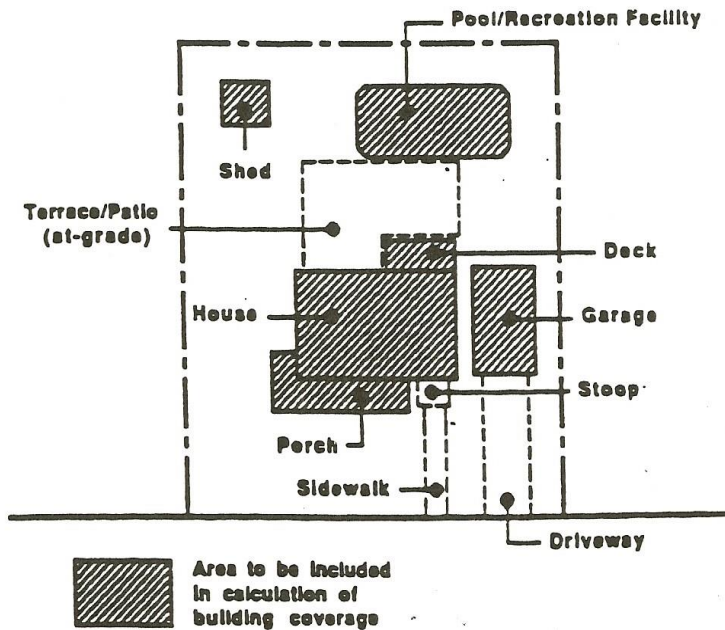 Pool/Recreation Facility
Shed
Terrace/Patio
(at-grade)
Deck
House
Garage
Stoop
Porch
Sidewalk
Driveway
Area to be included
in calculation of
building coverage